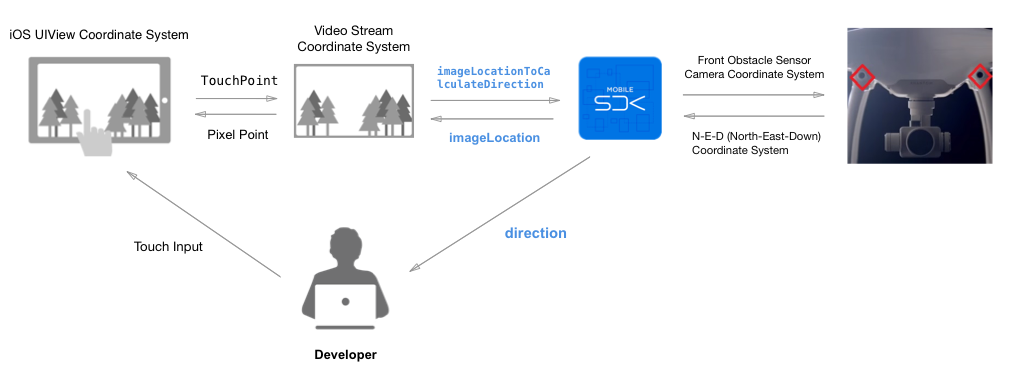 iOS UIView Coordinate System
Video Stream
Coordinate System
TouchPoint
Pixel Point
imageLocationToCa
lculateDirection
imageLocation
MOBILE
SDK
Front Obstacle Sensor
Camera Coordinate System
N-E-D (North-East-Down)
Coordinate System
Touch Input
direction
Developer